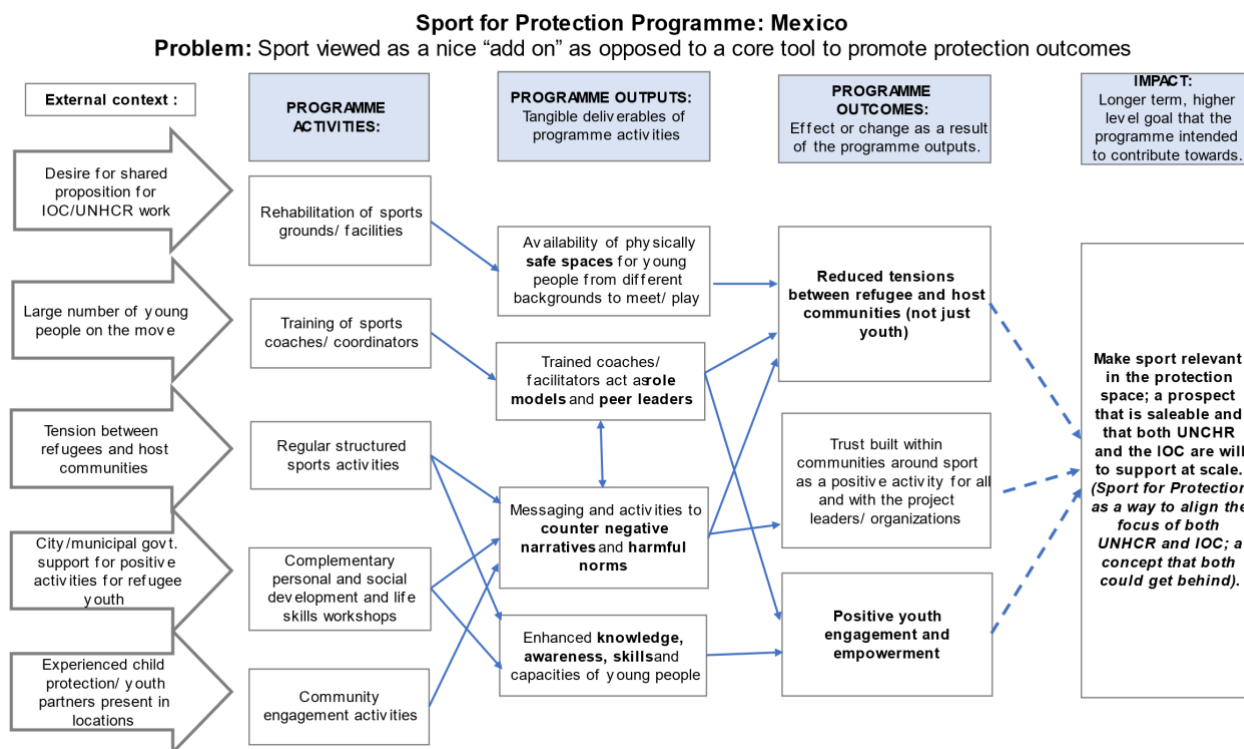 Sport for Protection Programme: Mexico
Problem: Sport viewed as a nice “add on” as opposed to a core tool to promote protection outcomes
External context :
Desire for shared
proposition for
IOC/UNHCR work
Large number of young
people on the move
Tension between
refugees and host
communities
City/municipal govt.
support for positive
activities for refugee
youth
Experienced child
protection/ youth
partners present in
locations
PROGRAMME
ACTIVITIES:
Rehabilitation of sports
grounds/ facilities
Training of sports
coaches/ coordinators
Regular structured
sports activities
Complementary
personal and social
development and life
skills workshops
Community
engagement activities
PROGRAMME OUTPUTS:
Tangible deliverables of
programme activities
Availability of physically
safe spaces for young
people from different
backgrounds to meet/ play
Trained coaches/
facilitators act as role
models and peer leaders
Messaging and activities to
counter negative
narratives and harmful
norms
Enhanced knowledge,
awareness, skills and
capacities of young people
PROGRAMME
OUTCOMES:
Effect or change as a result
of the programme outputs.
Reduced tensions
between refugee and host
communities (not just
youth)
Trust built within
communities around sport
as a positive activity for all
and with the project
leaders/ organizations
Positive youth
engagement and
empowerment
IMPACT:
Longer term, higher
level goal that the
programme intended
to contribute towards.
Make sport relevant
in the protection
space; a prospect
that is saleable and
that both UNCHR
and the IOC are will
to support at scale.
(Sport for Protection
as a way to align the
focus of both
UNHCR and IOC; a
concept that both
could get behind).